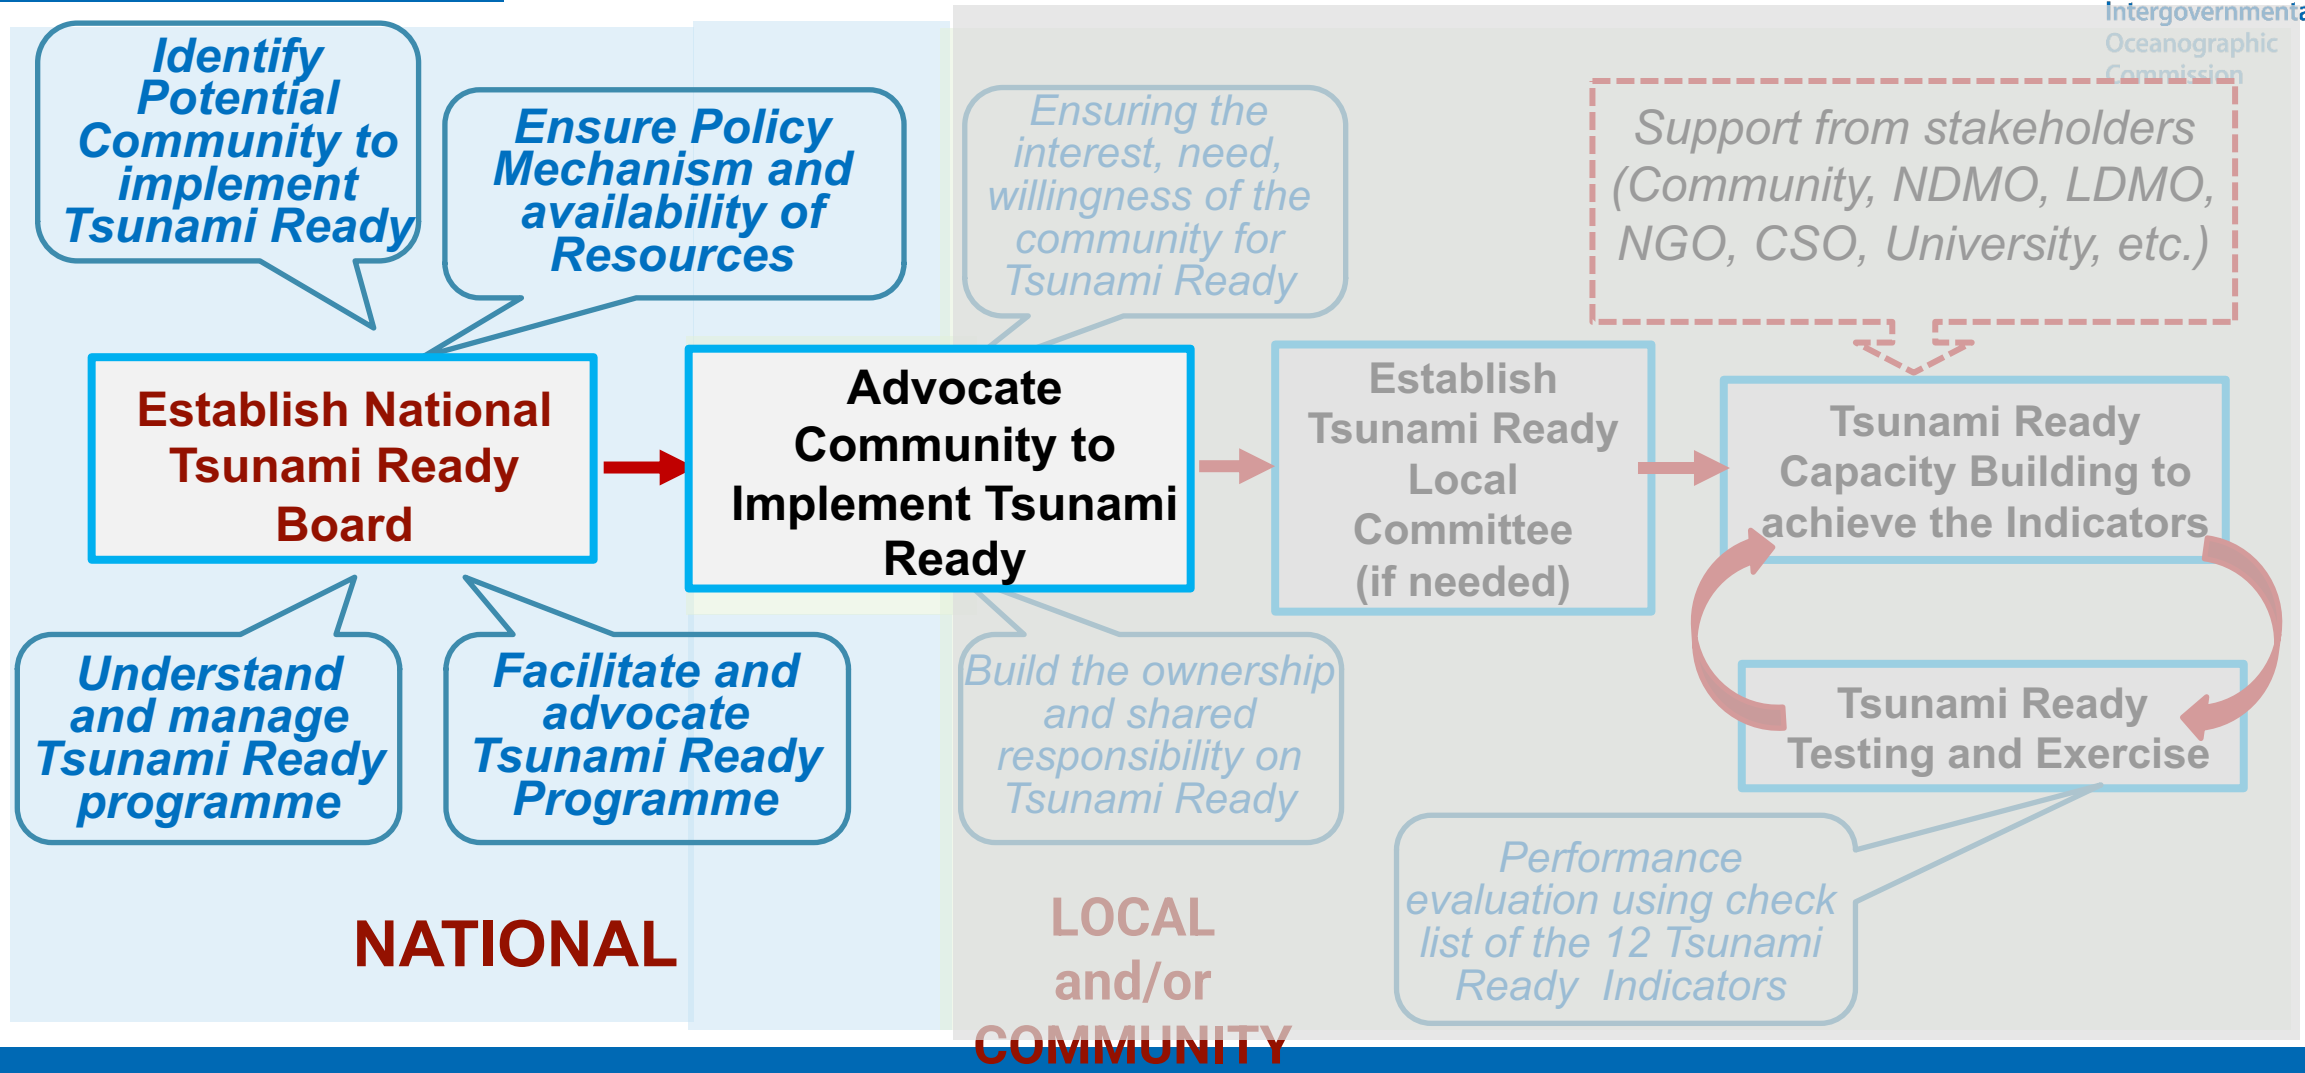 Intergovernmenta
Oceanographic
Commission
Identify
Potential
Community to
implement
Tsunami Ready
Ensure Policy
Mechanism and
availability of
Resources
Ensuring the
interest, need,
willingness of the
community for
Tsunami Ready
Support from stakeholders
(Community, NDMO, LDMO,
NGO, CSO, University, etc.)
Establish National
Tsunami Ready
Board
Advocate
Community to
Implement Tsunami
Ready
Establish
Tsunami Ready
Local
Committee
(if needed)
Tsunami Ready
Capacity Building to
achieve the Indicators
Understand
and manage
Tsunami Ready
programme
Facilitate and
advocate
Tsunami Ready
Programme
Build the ownership
and shared
responsibility on
Tsunami Ready
Tsunami Ready
Testing and Exercise
Performance
evaluation using check
list of the 12 Tsunami
Ready Indicators
NATIONAL
LOCAL
and/or
COMMUNITY